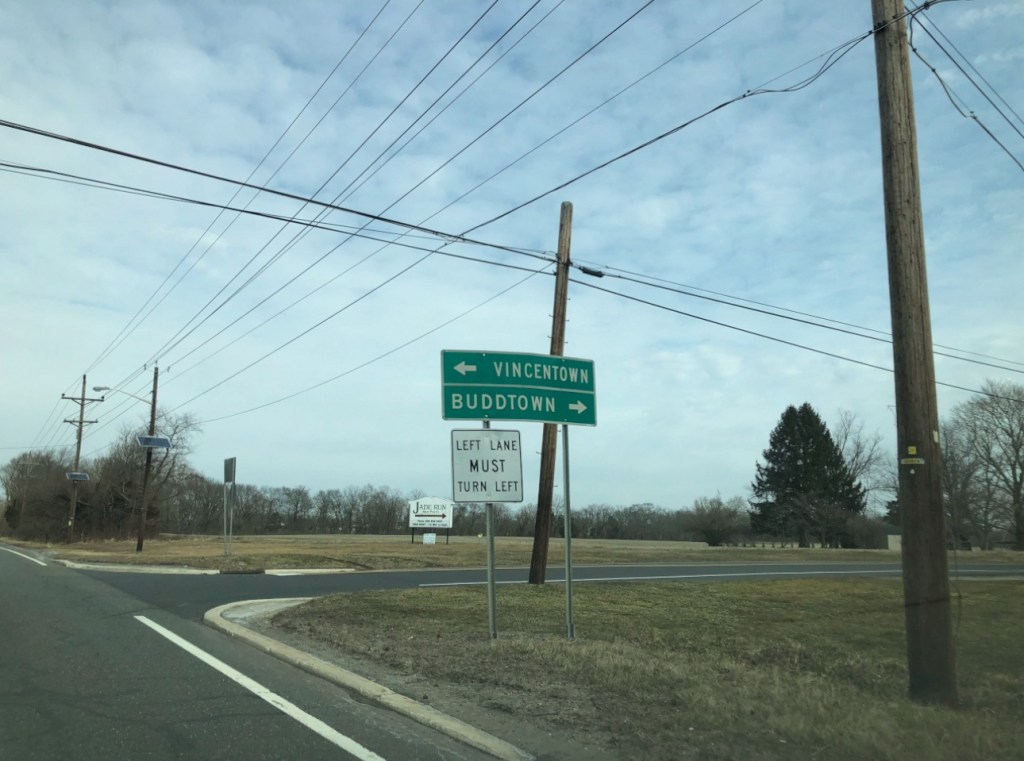 VINCENTOWN
BUDDTOWN
LEFT LANE
MUST
TURN LEFT
JADE RUN